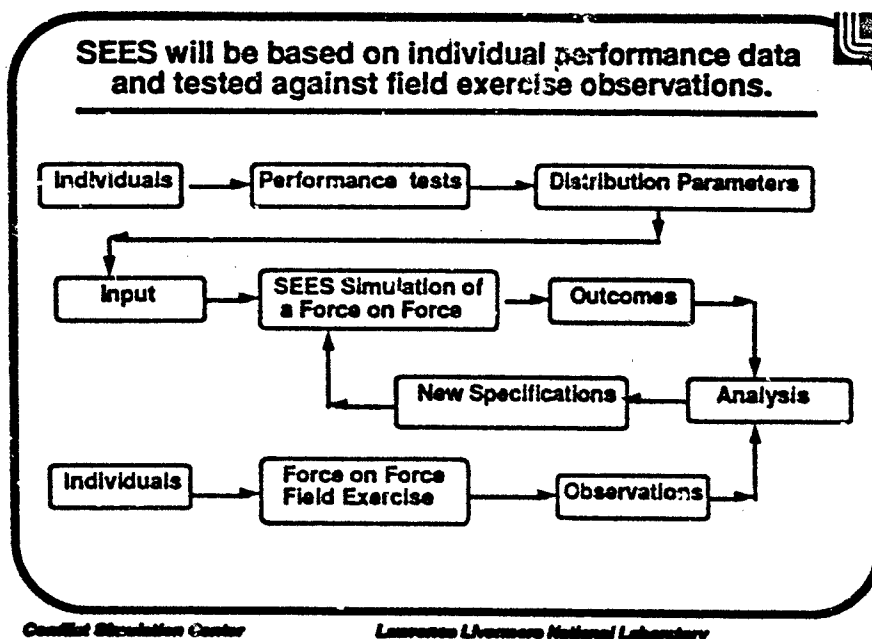 SEES will be based on individual performance data
and tested against field exercise observations.
Individuals
Performance tests
Distribution Parameters
Input
SEES Simulation of
a Force on Force
Outcomes
New Specifications
Analysis
Individuals
Force on Force
Field Exercise
Observations
Conflict Simulation Center
Lawrence Livermore National Laboratory